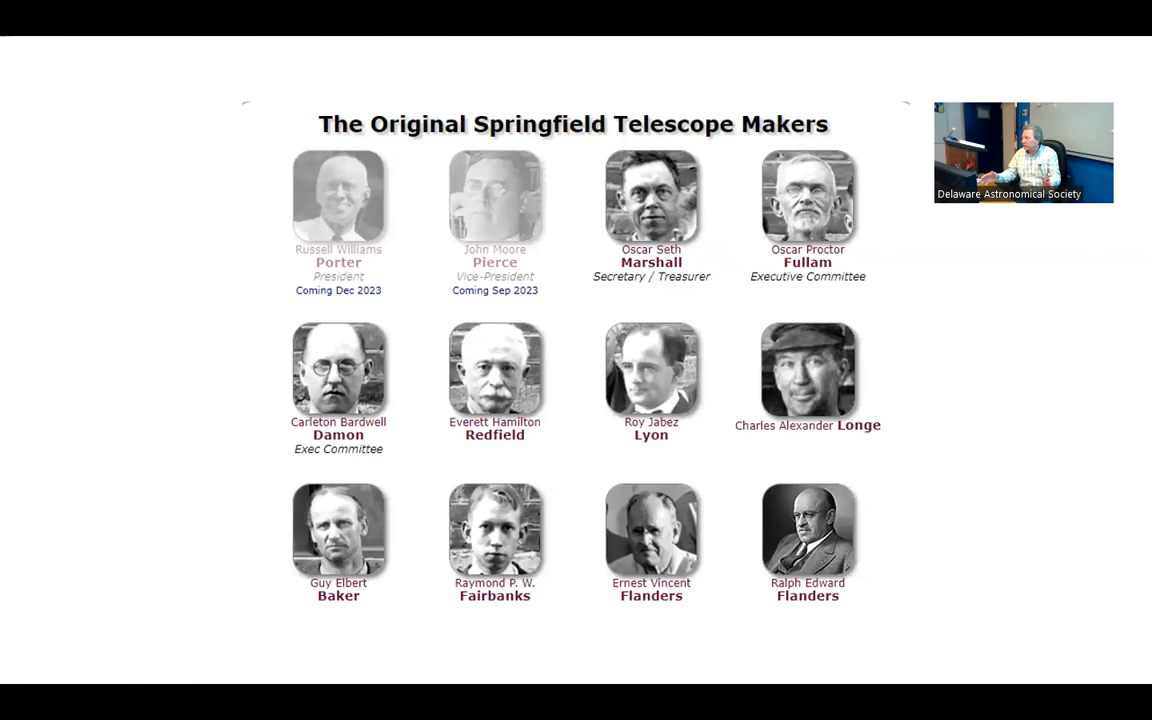 The Original Springfield Telescope Makers
Delaware Astronomical Society
Russell Williams
Porter
President
Coming Dec 2023
John Moore
Pierce
Vice-President
Coming Sep 2023
Oscar Seth
Marshall
Secretary / Treasurer
Oscar Proctor
Fullam
Executive Committee
Carleton Bardwell
Damon
Exec Committee
Everett Hamilton
Redfield
Roy Jabez
Lyon
Charles Alexander Longe
Guy Elbert
Baker
Raymond P. W.
Fairbanks
Ernest Vincent
Flanders
Ralph Edward
Flanders